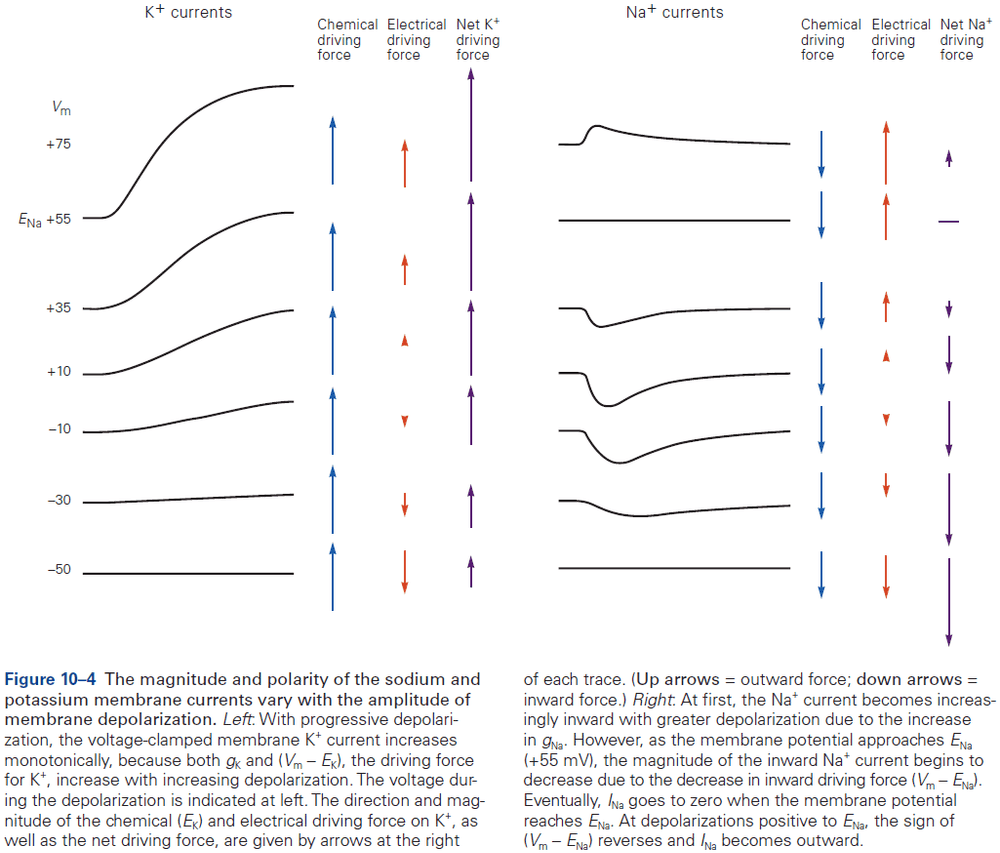 K+ currents
Chemical driving force
Electrical driving force
Net K+ driving force
Vm
+75
ENa +55
+35
+10
–10
–30
–50
Na+ currents
Chemical driving force
Electrical driving force
Net Na+ driving force
Figure 10–4 The magnitude and polarity of the sodium and
potassium membrane currents vary with the amplitude of
membrane depolarization. Left: With progressive depolari-
zation, the voltage-clamped membrane K+ current increases
monotonically, because both gK and (Vm – EK), the driving force
for K+, increase with increasing depolarization. The voltage dur-
ing the depolarization is indicated at left. The direction and mag-
nitude of the chemical (EK) and electrical driving force on K+, as
well as the net driving force, are given by arrows at the right
of each trace. (Up arrows = outward force; down arrows =
inward force.) Right: At first, the Na+ current becomes increas-
ingly inward with greater depolarization due to the increase
in gNa. However, as the membrane potential approaches ENa
(+55 mV), the magnitude of the inward Na+ current begins to
decrease due to the decrease in inward driving force (Vm – ENa).
Eventually, INa goes to zero when the membrane potential
reaches ENa. At depolarizations positive to ENa, the sign of
(Vm – ENa) reverses and INa becomes outward.